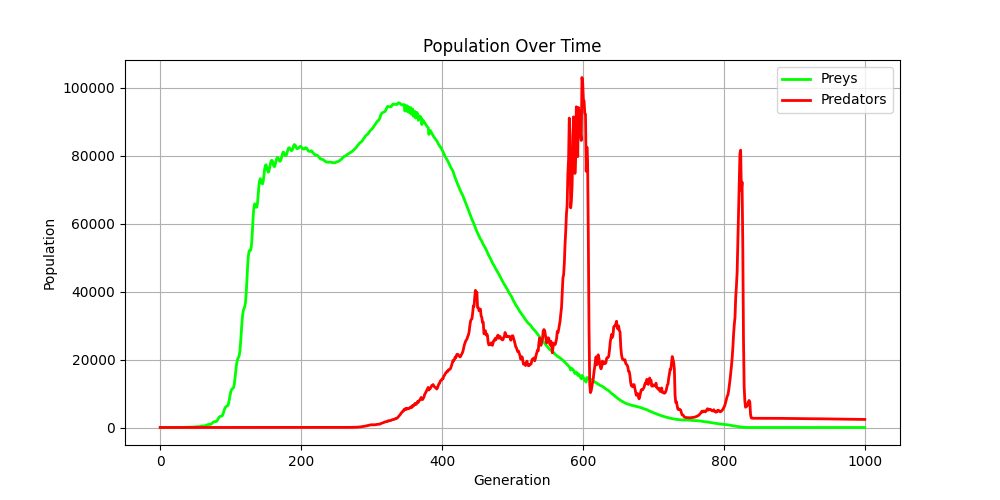 Population Over Time
Preys
Predators
100000
80000
60000
40000
20000
0
Population
0 200 400 600 800 1000
Generation